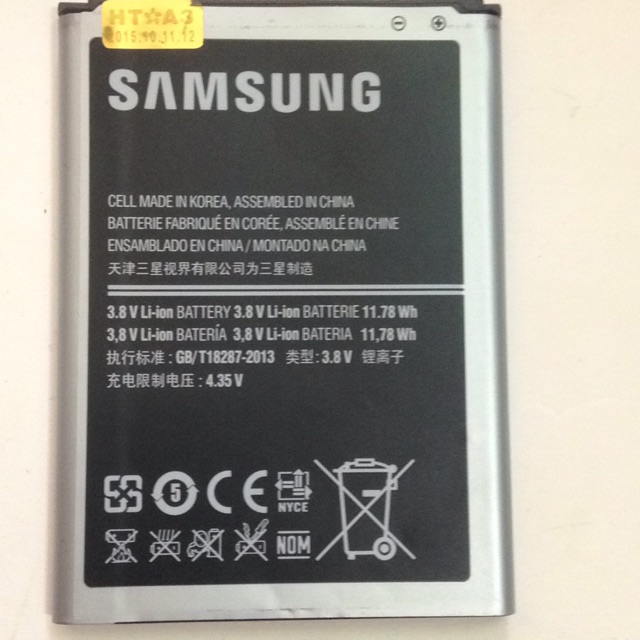 HT☆A3
2015.10.11.12
SAMSUNG
CELL MADE IN KOREA, ASSEMBLED IN CHINA
BATTERIE FABRIQUÉ EN CORÉE, ASSEMBLÉ EN CHINE
ENSAMBLADO EN CHINA / MONTADO NA CHINA
天津三星视界有限公司为三星制造
3.8 V Li-ion BATTERY 3.8 V Li-ion BATTERIE 11.78 Wh
3,8 V Li-ion BATERÍA 3,8 V Li-ion BATERIA 11,78 Wh
执行标准 : GB/T18287-2013 类型: 3.8 V 锂离子
充电限制电压 : 4.35 V
5 CE NYCE
NOM